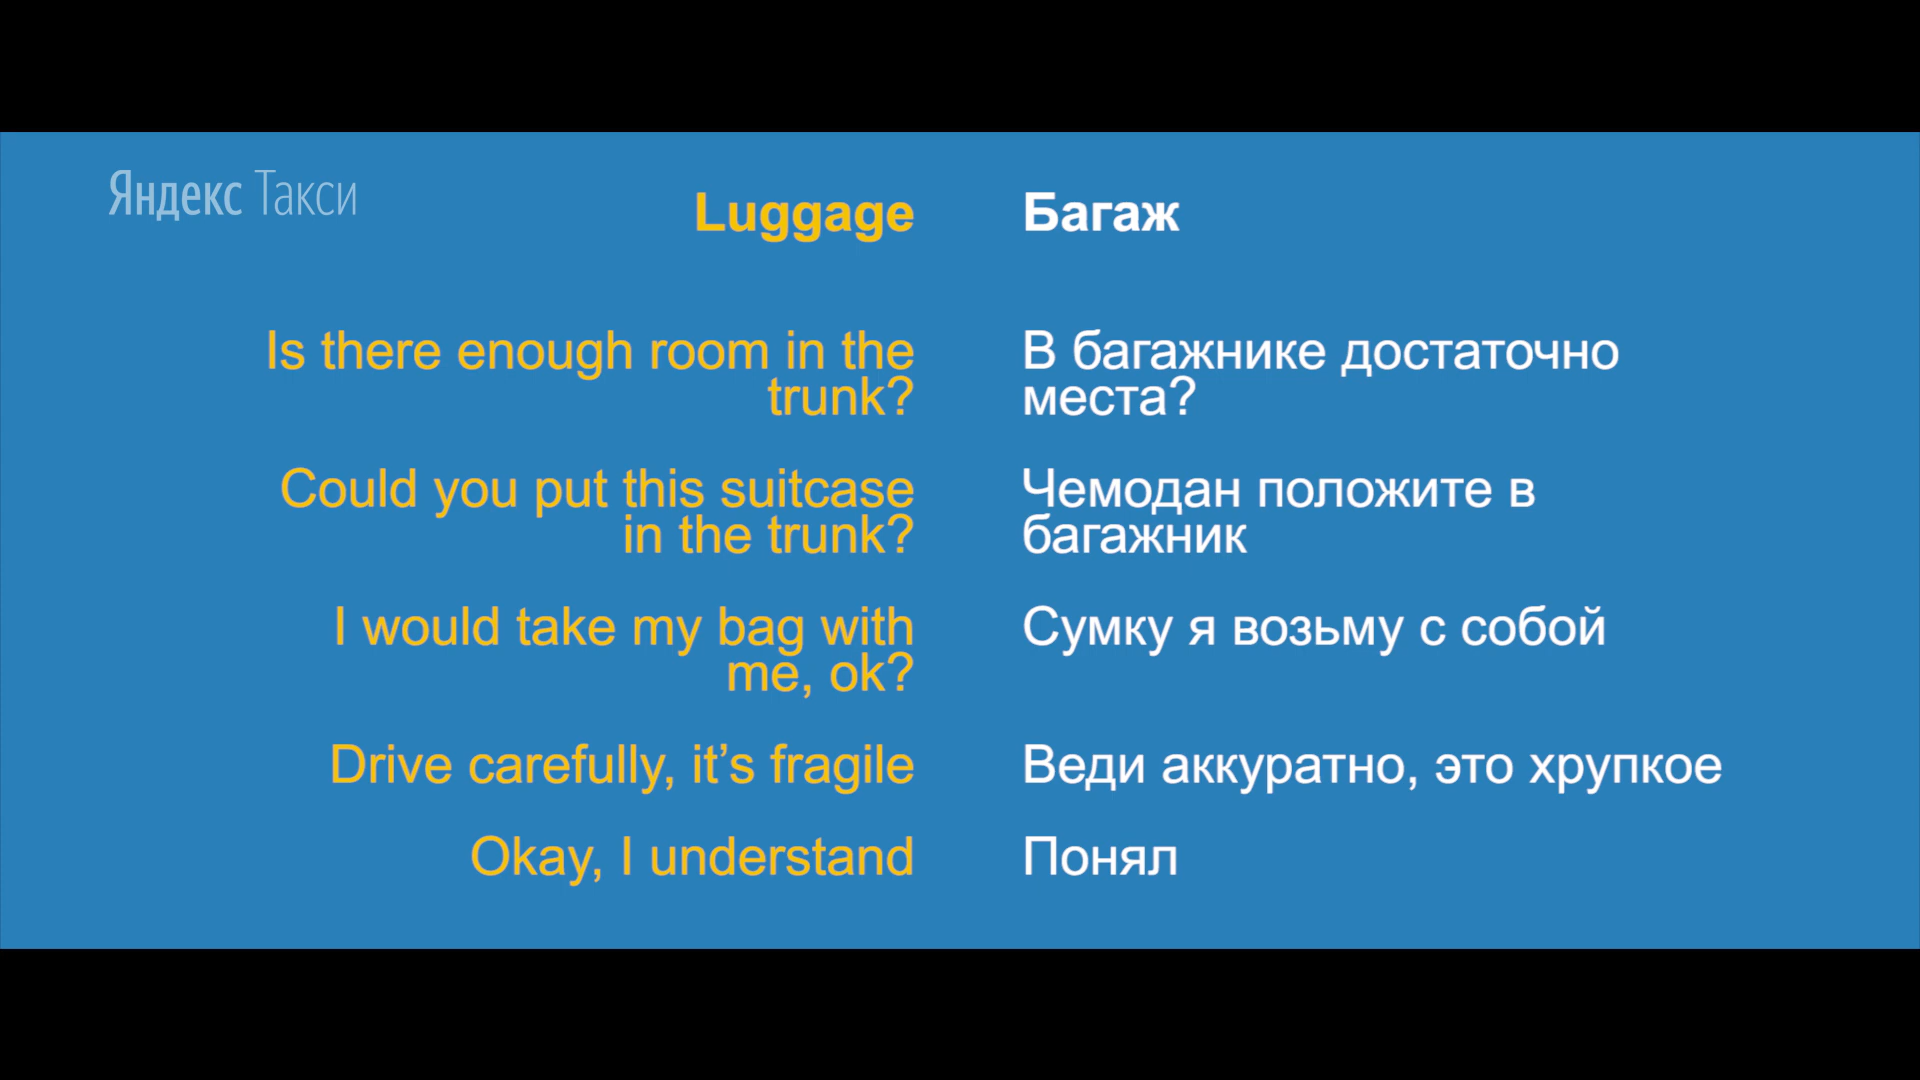 Яндекс Такси
Luggage Багаж
Is there enough room in the
trunk?
В багажнике достаточно
места?
Could you put this suitcase
in the trunk?
Чемодан положите в
багажник
I would take my bag with
me, ok?
Сумку я возьму с собой
Drive carefully, it’s fragile
Веди аккуратно, это хрупкое
Okay, I understand
Понял